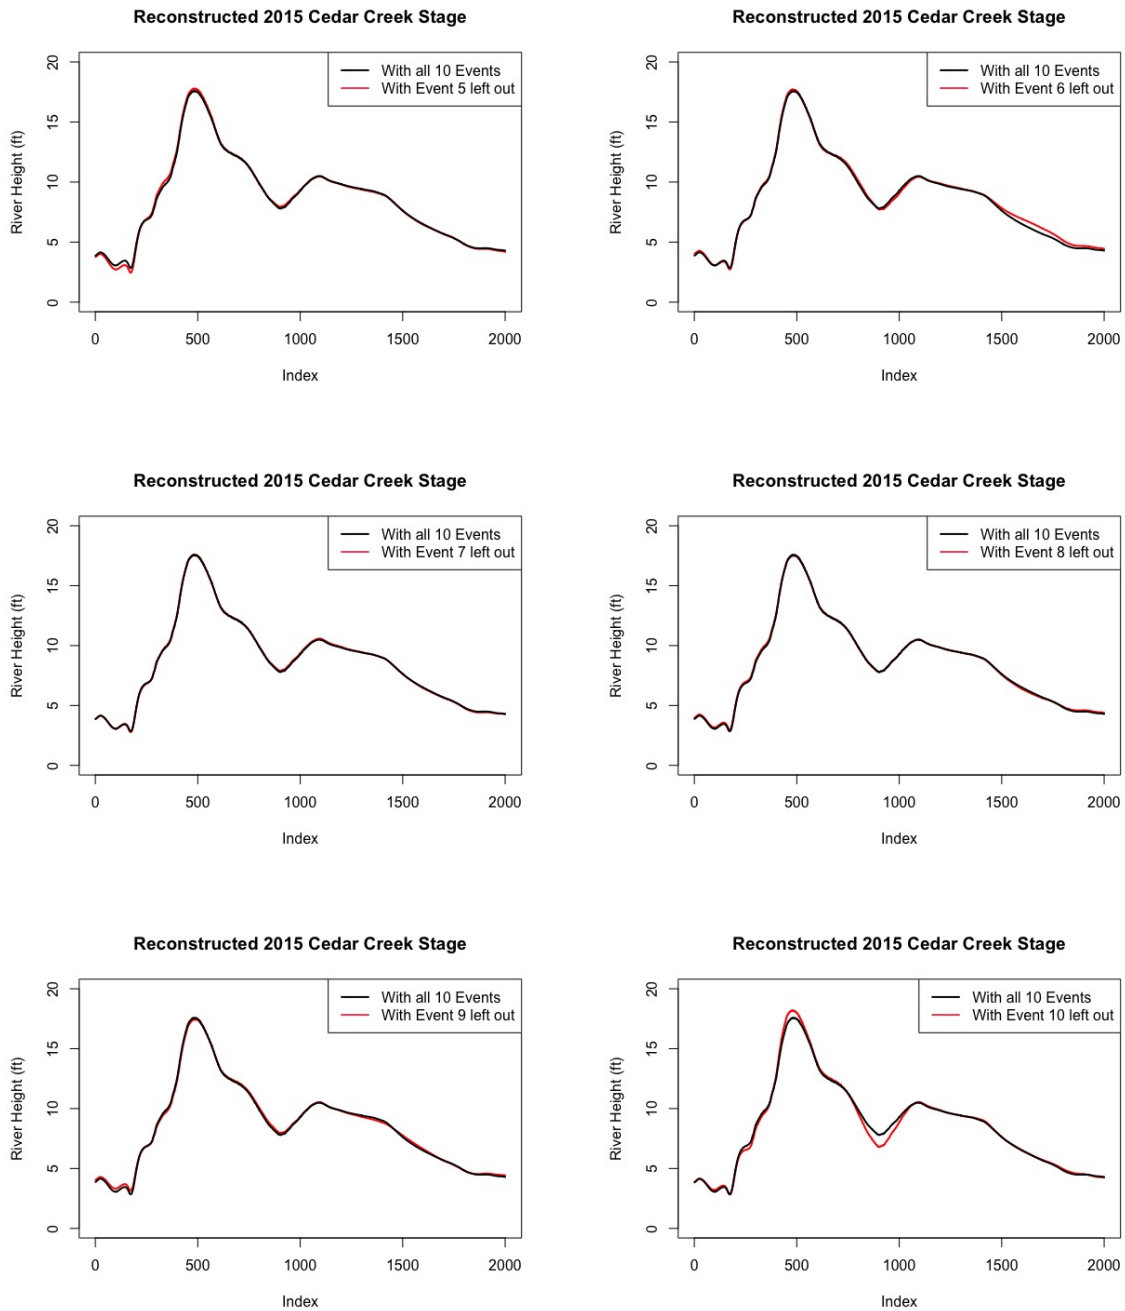 Reconstructed 2015 Cedar Creek Stage
With all 10 Events
With Event 5 left out
River Height (ft)
20
15
10
5
0
0 500 1000 1500 2000
Index
Reconstructed 2015 Cedar Creek Stage
With all 10 Events
With Event 6 left out
River Height (ft)
20
15
10
5
0
0 500 1000 1500 2000
Index
Reconstructed 2015 Cedar Creek Stage
With all 10 Events
With Event 7 left out
River Height (ft)
20
15
10
5
0
0 500 1000 1500 2000
Index
Reconstructed 2015 Cedar Creek Stage
With all 10 Events
With Event 8 left out
River Height (ft)
20
15
10
5
0
0 500 1000 1500 2000
Index
Reconstructed 2015 Cedar Creek Stage
With all 10 Events
With Event 9 left out
River Height (ft)
20
15
10
5
0
0 500 1000 1500 2000
Index
Reconstructed 2015 Cedar Creek Stage
With all 10 Events
With Event 10 left out
River Height (ft)
20
15
10
5
0
0 500 1000 1500 2000
Index